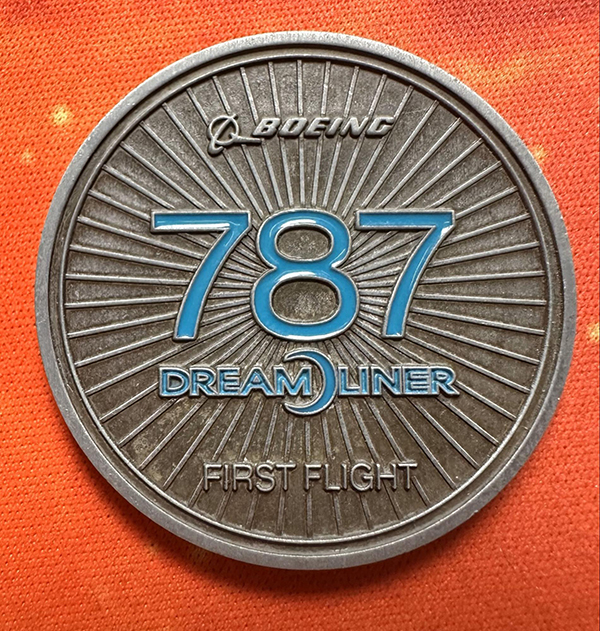 BOEING
787
DREAMLINER
FIRST FLIGHT